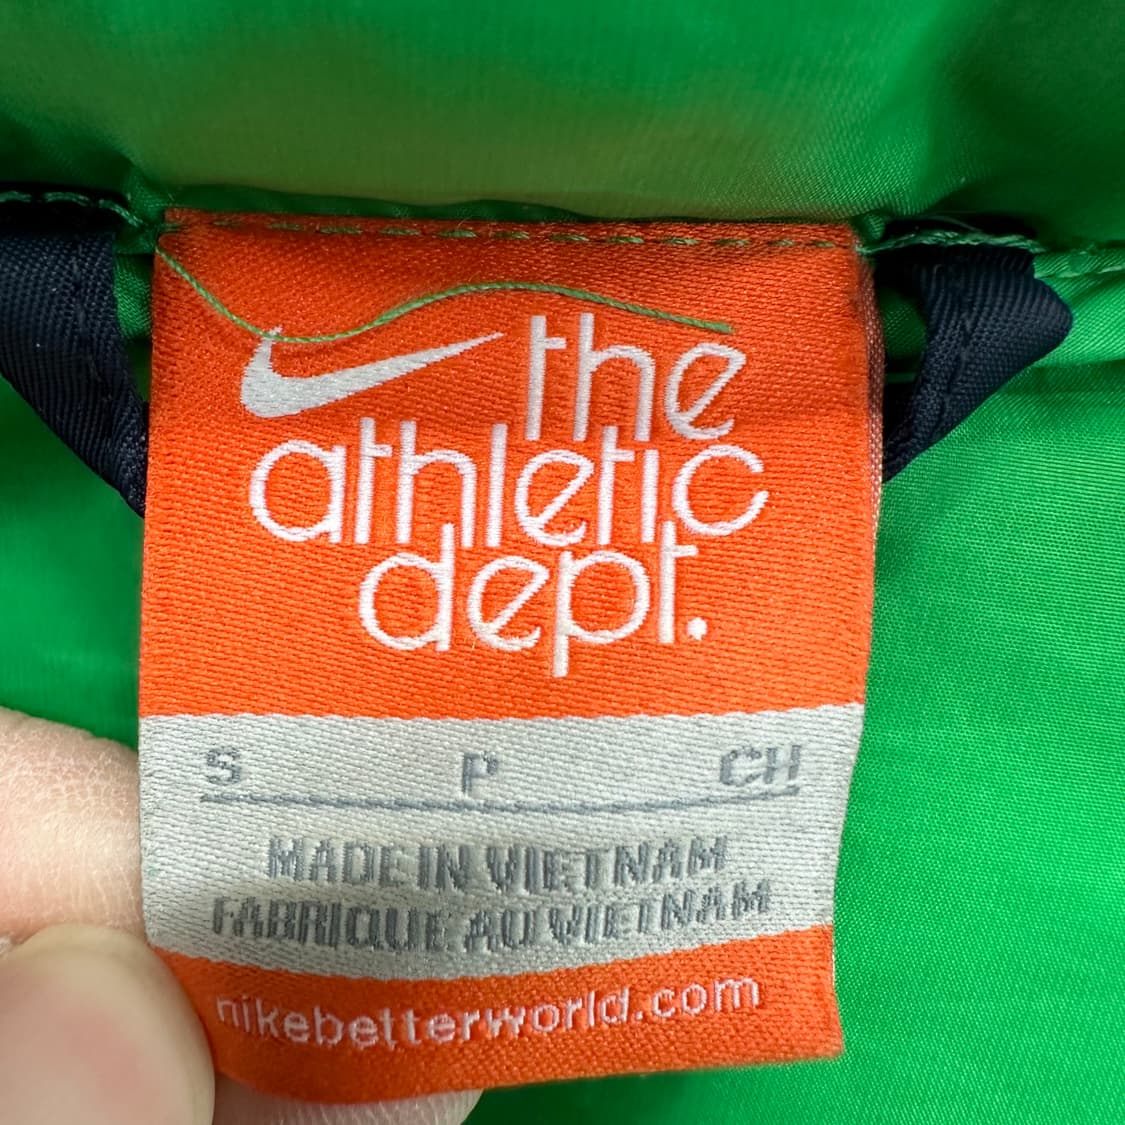 the
athletic
dept.
S P CH
MADE IN VIETNAM
FABRIQUE AU VIETNAM
nikebetterworld.com